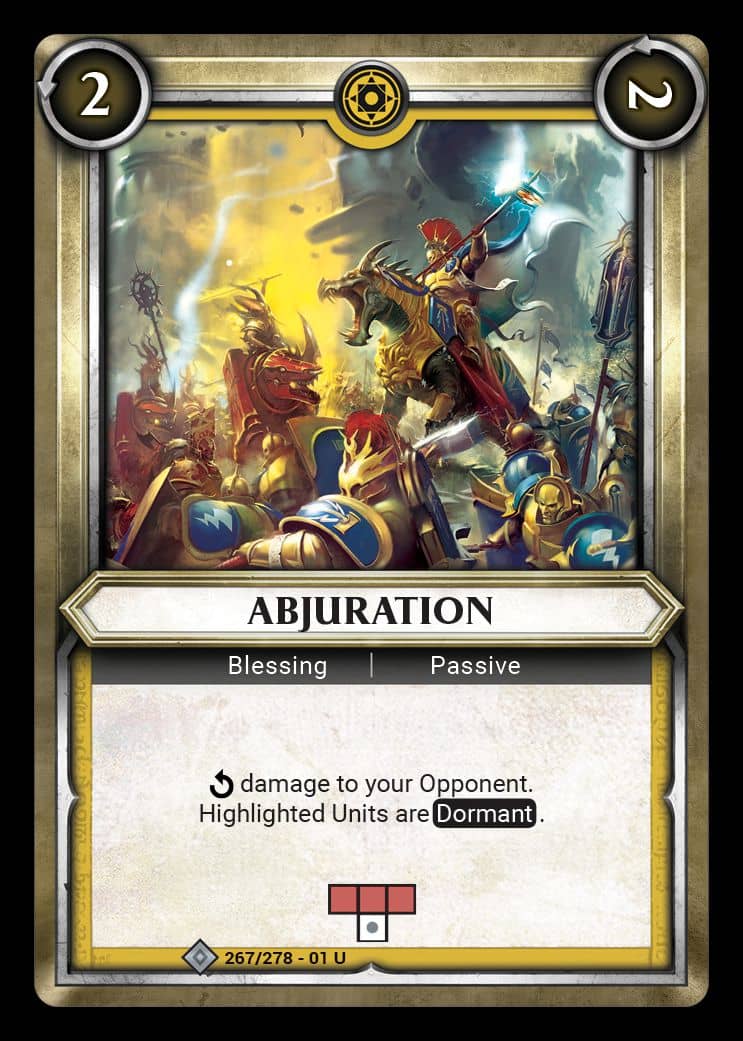 2
2
ABJURATION
Blessing | Passive
damage to your Opponent.
Highlighted Units are Dormant.
267/278 - 01 U